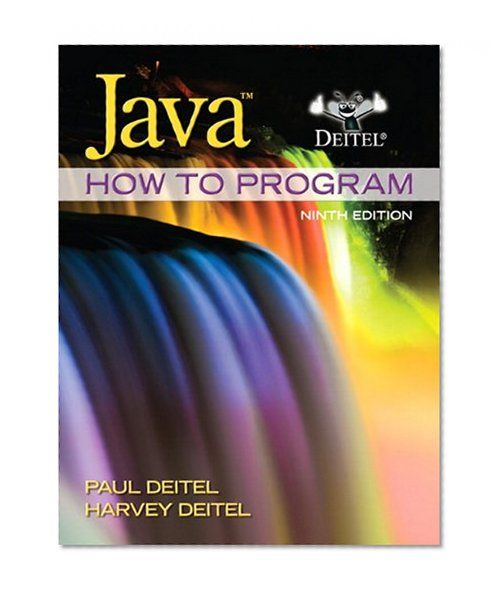 Java™
DEITEL®
HOW TO PROGRAM
NINTH EDITION
PAUL DEITEL
HARVEY DEITEL